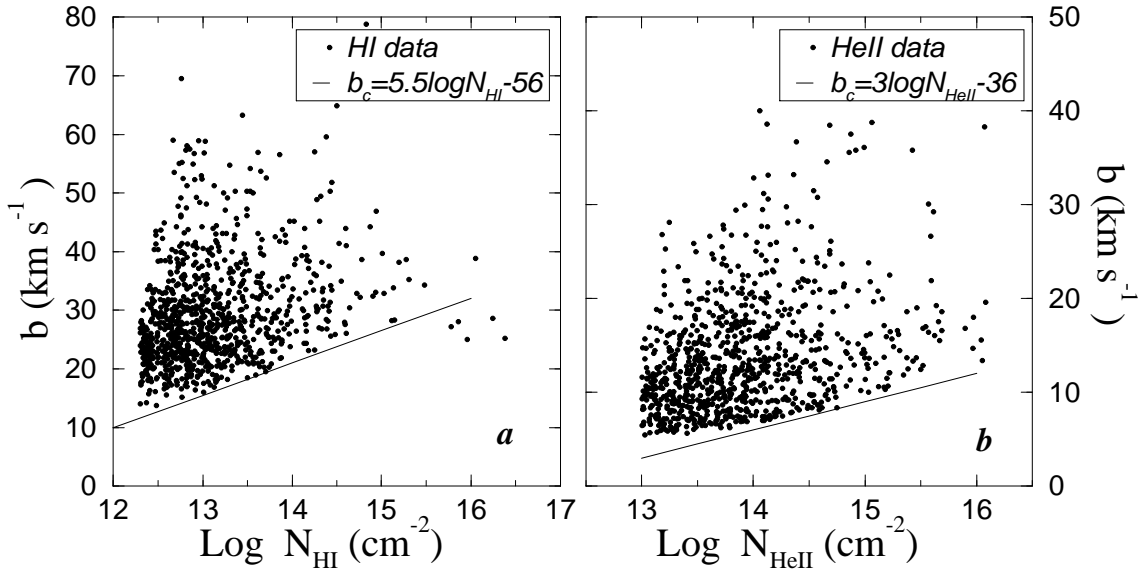 HI data
b_c=5.5logN_HI-56
80
70
60
50
40
30
20
10
0
b (km s^-1)
a
12 13 14 15 16 17
Log N_HI (cm^-2)
HeII data
b_c=3logN_HeII-36
50
40
30
20
10
0
b (km s^-1)
b
13 14 15 16
Log N_HeII (cm^-2)